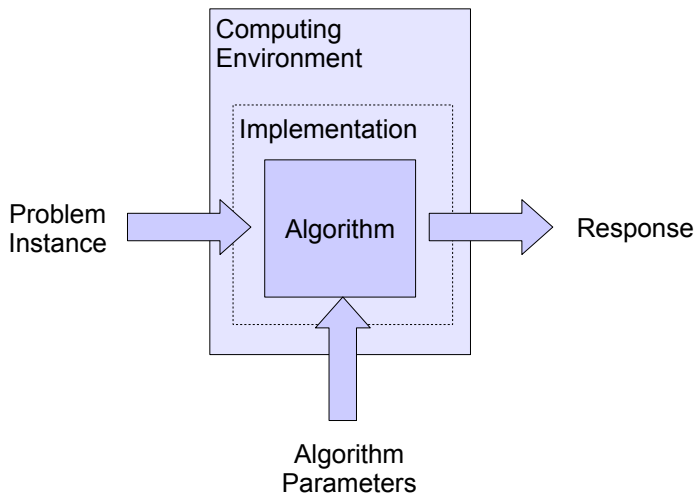 Computing
Environment
Implementation
Problem
Instance
Algorithm
Response
Algorithm
Parameters